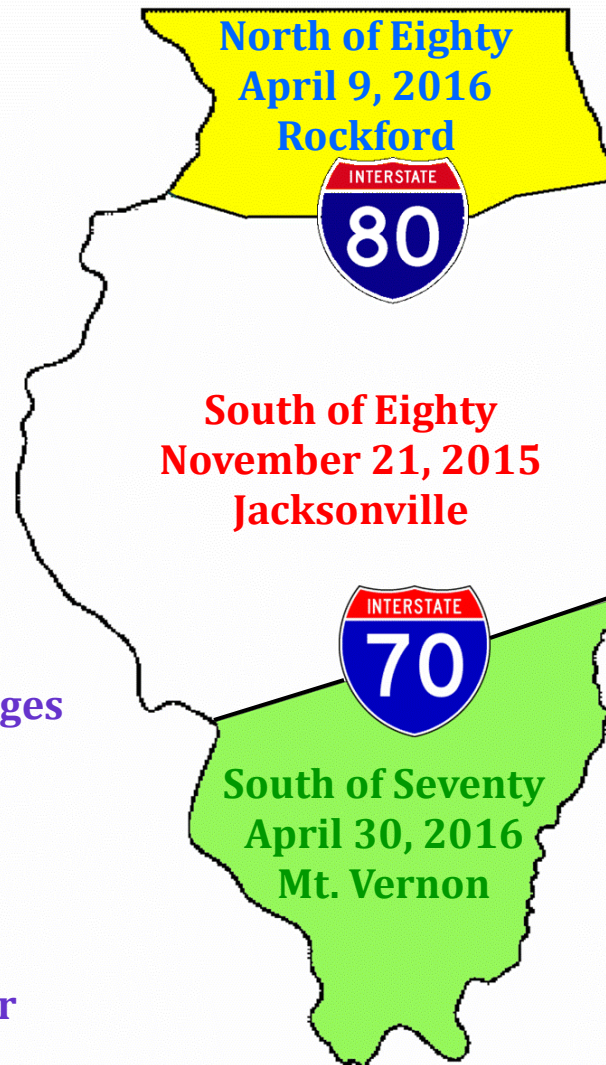 North of Eighty
April 9, 2016
Rockford
INTERSTATE
80
South of Eighty
November 21, 2015
Jacksonville
INTERSTATE
70
ges
South of Seventy
April 30, 2016
Mt. Vernon
r